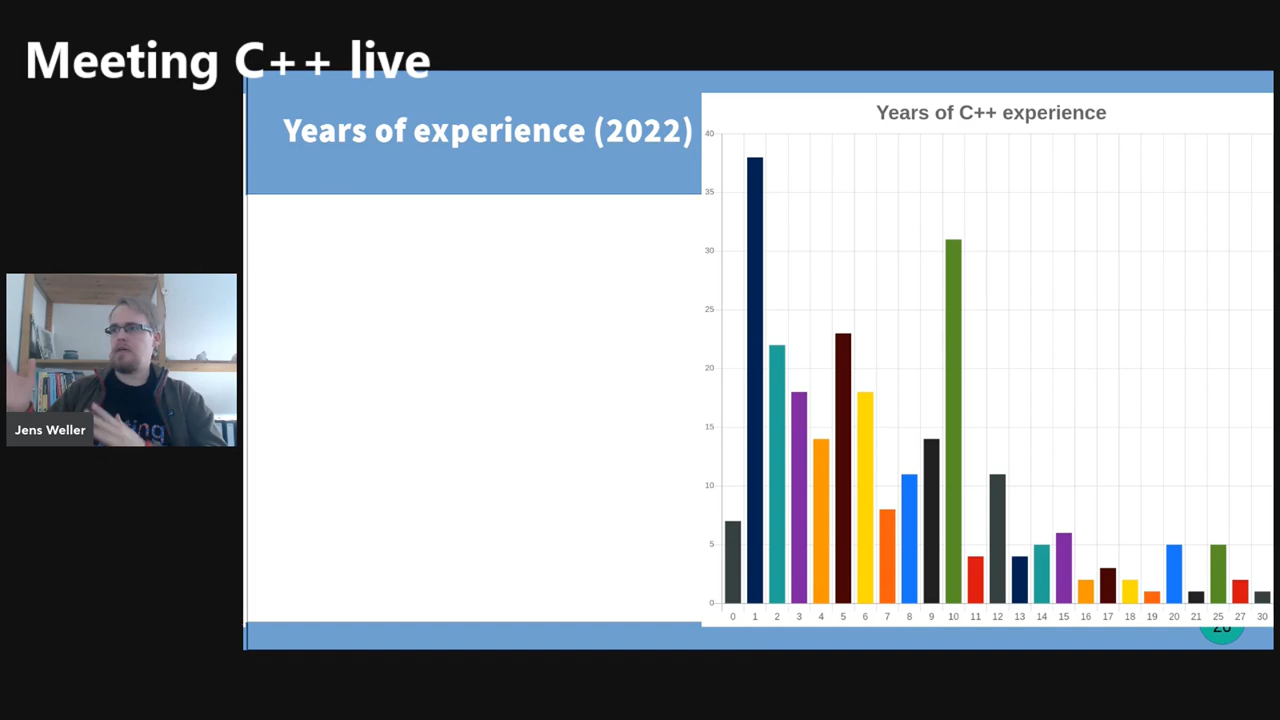 Meeting C++ live
Years of experience (2022)
Years of C++ experience
40
35
30
25
20
15
10
5
0
0 1 2 3 4 5 6 7 8 9 10 11 12 13 14 15 16 17 18 19 20 21 25 27 30
Jens Weller